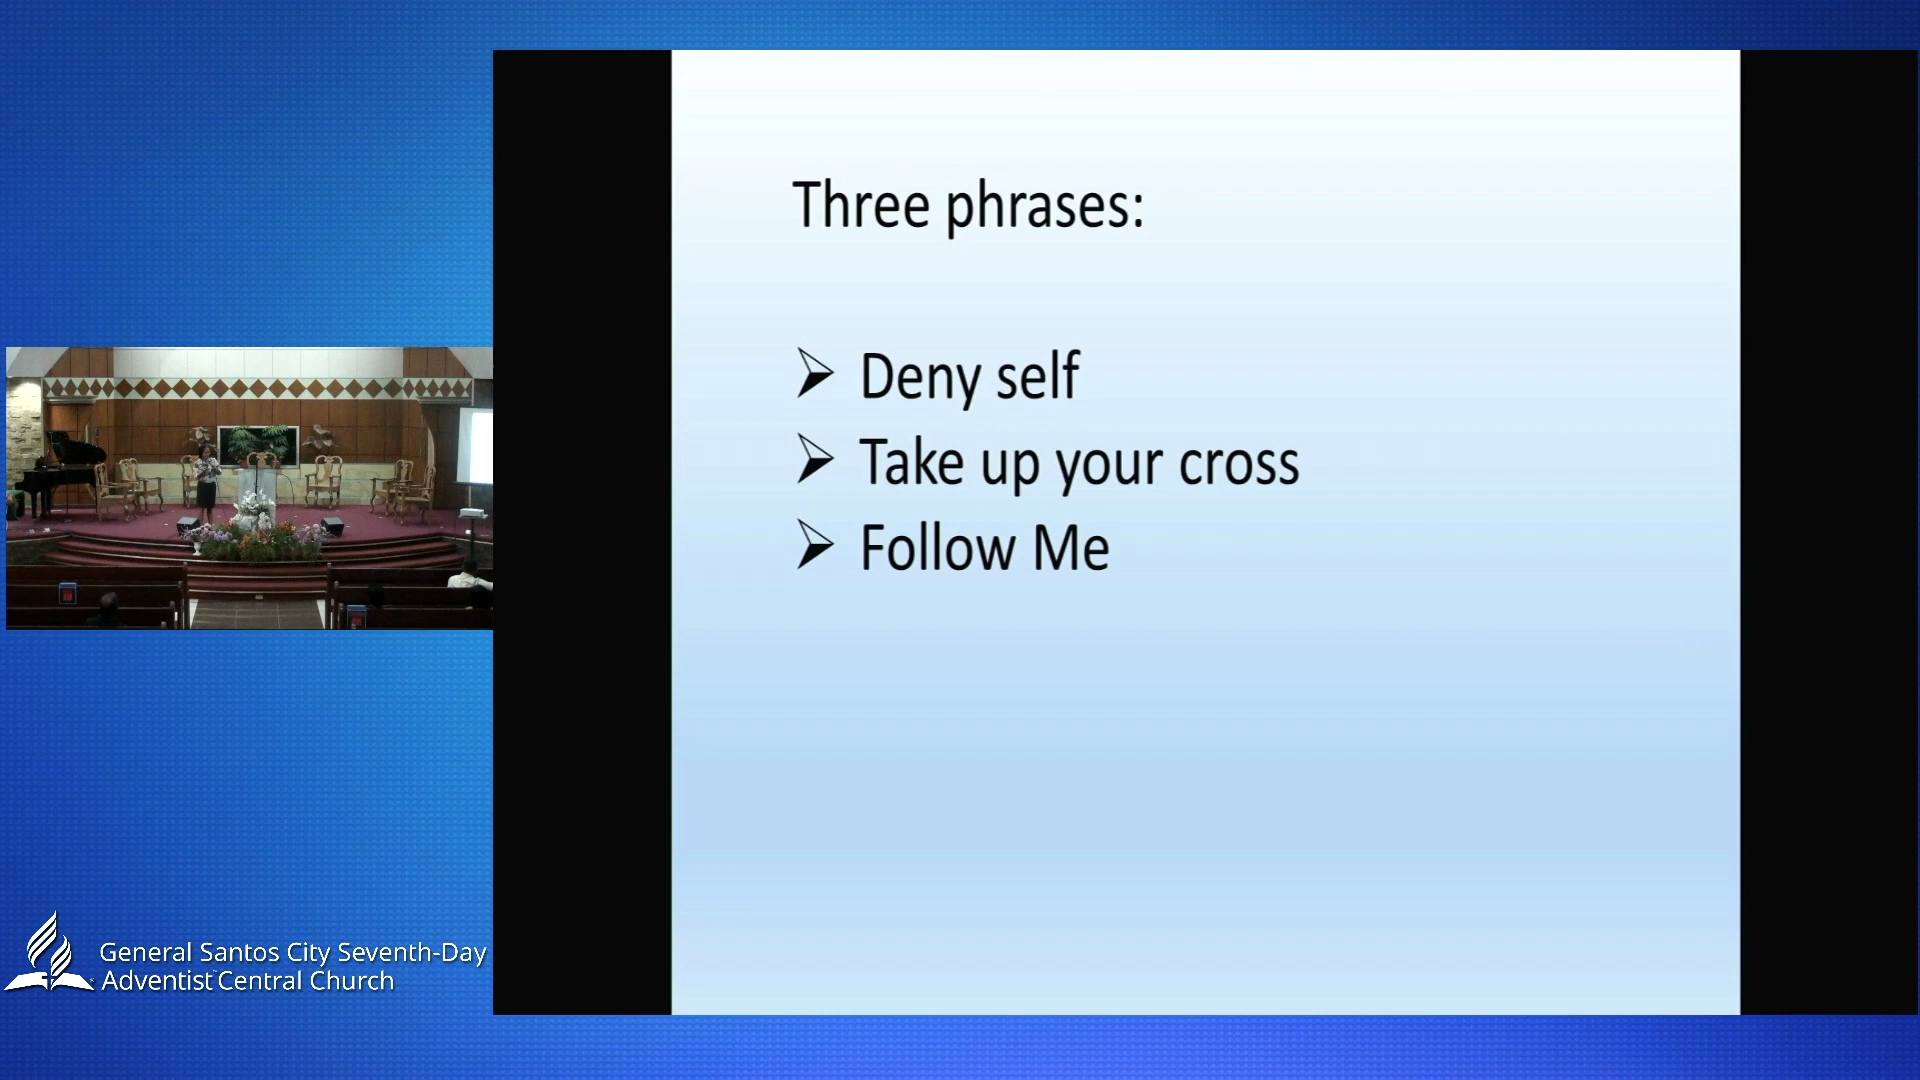 Three phrases:
Deny self
Take up your cross
Follow Me
General Santos City Seventh-Day
Adventist Central Church